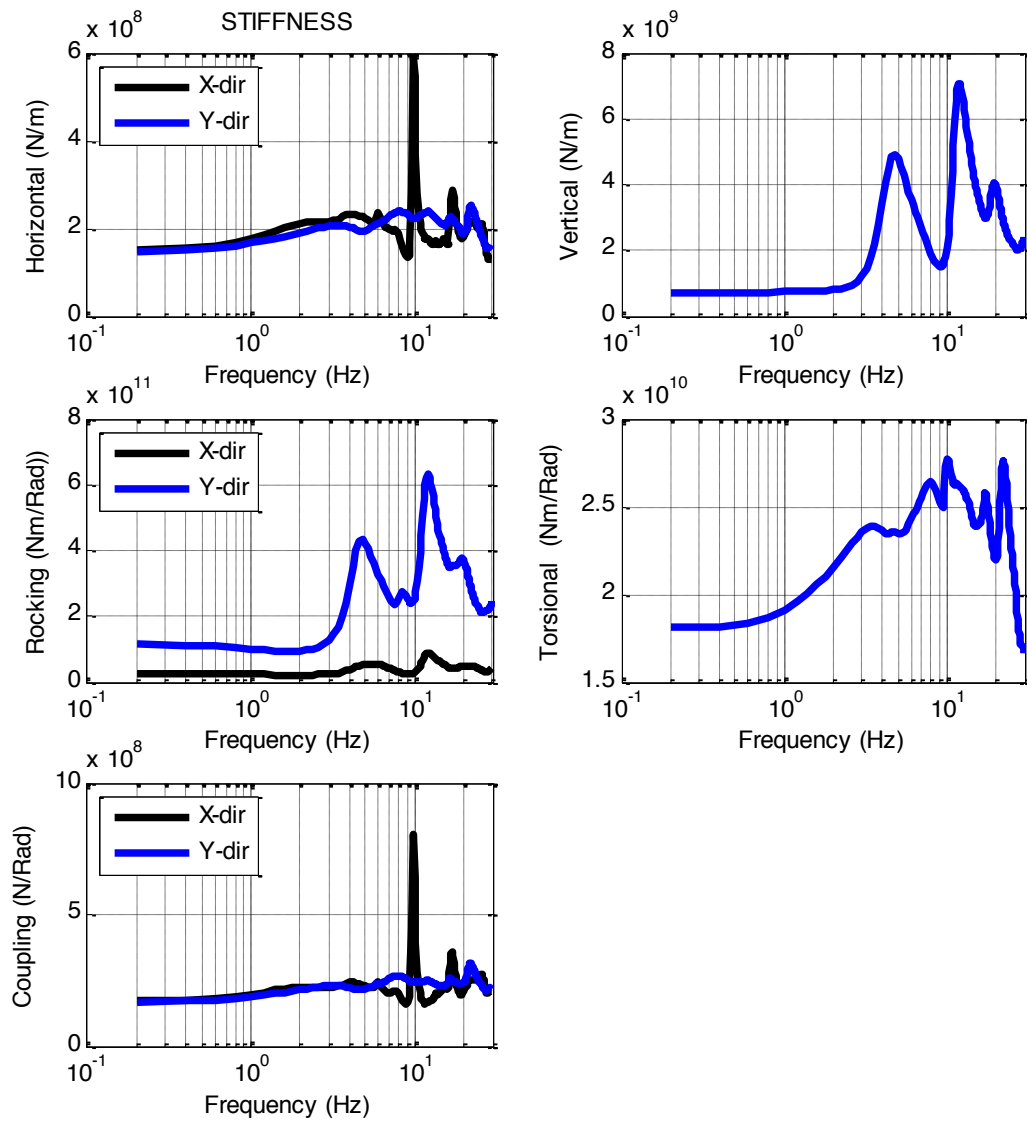 STIFFNESS
x 10^8
6
4
2
0
Horizontal (N/m)
X-dir
Y-dir
10^-1
10^0
10^1
Frequency (Hz)
x 10^9
8
6
4
2
0
Vertical (N/m)
10^-1
10^0
10^1
Frequency (Hz)
x 10^11
8
6
4
2
0
Rocking (Nm/Rad))
X-dir
Y-dir
10^-1
10^0
10^1
Frequency (Hz)
x 10^10
3
2.5
2
1.5
Torsional (Nm/Rad)
10^-1
10^0
10^1
Frequency (Hz)
x 10^8
10
5
0
Coupling (N/Rad)
X-dir
Y-dir
10^-1
10^0
10^1
Frequency (Hz)